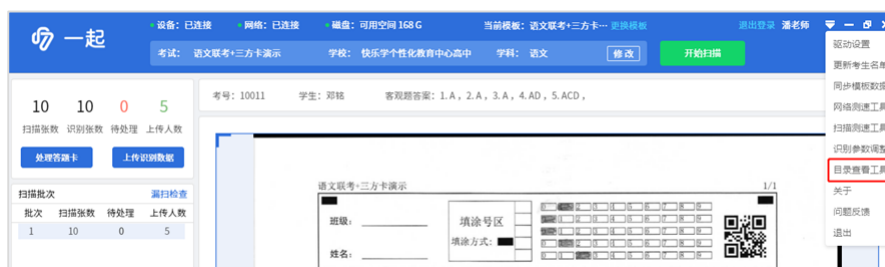 一起
设备：已连接 网络：已连接 磁盘：可用空间 168 G 当前模板：语文联考+三方卡… 更换模板 退出登录 潘老师
考试： 语文联考+三方卡演示 学校： 快乐学个性化教育中心高中 学科： 语文 修改 开始扫描
驱动设置
更新考生名单
同步模板数据
网络测速工具
扫描测速工具
识别参数调整
目录查看工具
关于
问题反馈
退出
10 10 0 5
扫描张数 识别张数 待处理 上传人数
处理答题卡 上传识别数据
扫描批次 漏扫检查
批次 扫描张数 待处理 上传人数
1 10 0 5
考号：10011 学生：邓铭 客观题答案：1. A , 2. A , 3. A , 4. AD , 5. ACD ,
语文联考+三方卡演示 1/1
班级：
填涂号区
填涂方式：
姓名：